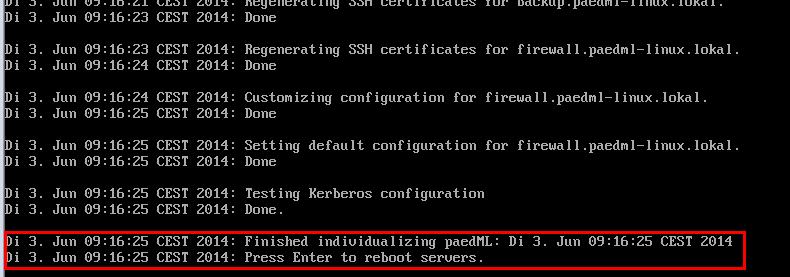 Di 3. Jun 09:16:21 CEST 2014: Regenerating SSH certificates for backup.paedml-linux.lokal.
Di 3. Jun 09:16:23 CEST 2014: Done
Di 3. Jun 09:16:23 CEST 2014: Regenerating SSH certificates for firewall.paedml-linux.lokal.
Di 3. Jun 09:16:24 CEST 2014: Done
Di 3. Jun 09:16:24 CEST 2014: Customizing configuration for firewall.paedml-linux.lokal.
Di 3. Jun 09:16:25 CEST 2014: Done
Di 3. Jun 09:16:25 CEST 2014: Setting default configuration for firewall.paedml-linux.lokal.
Di 3. Jun 09:16:25 CEST 2014: Done
Di 3. Jun 09:16:25 CEST 2014: Testing Kerberos configuration
Di 3. Jun 09:16:25 CEST 2014: Done.
Di 3. Jun 09:16:25 CEST 2014: Finished individualizing paedML: Di 3. Jun 09:16:25 CEST 2014
Di 3. Jun 09:16:25 CEST 2014: Press Enter to reboot servers.